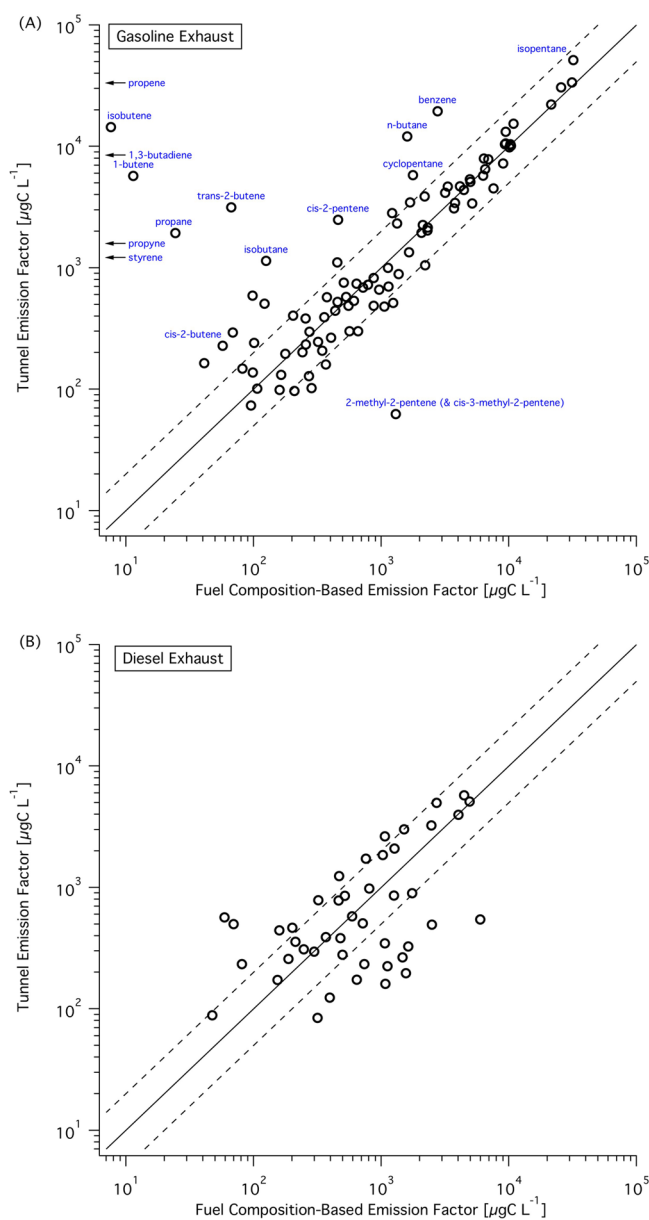 (A)
Gasoline Exhaust
10^5
10^4
10^3
10^2
10^1
Tunnel Emission Factor [µgC L^-1]
propene
isobutene
1,3-butadiene
1-butene
trans-2-butene
propane
propyne
styrene
cis-2-butene
isobutane
cis-2-pentene
cyclopentane
n-butane
benzene
isopentane
2-methyl-2-pentene (& cis-3-methyl-2-pentene)
10^1 10^2 10^3 10^4 10^5
Fuel Composition-Based Emission Factor [µgC L^-1]
(B)
Diesel Exhaust
10^5
10^4
10^3
10^2
10^1
Tunnel Emission Factor [µgC L^-1]
10^1 10^2 10^3 10^4 10^5
Fuel Composition-Based Emission Factor [µgC L^-1]